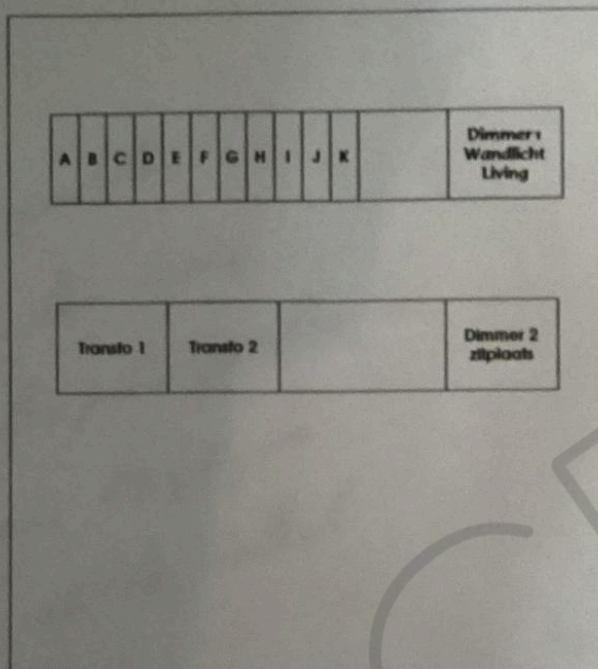 A B C D E F G H I J K
Dimmer 1
Wandlicht
Living
Transfo 1 Transfo 2
Dimmer 2
zitplaats